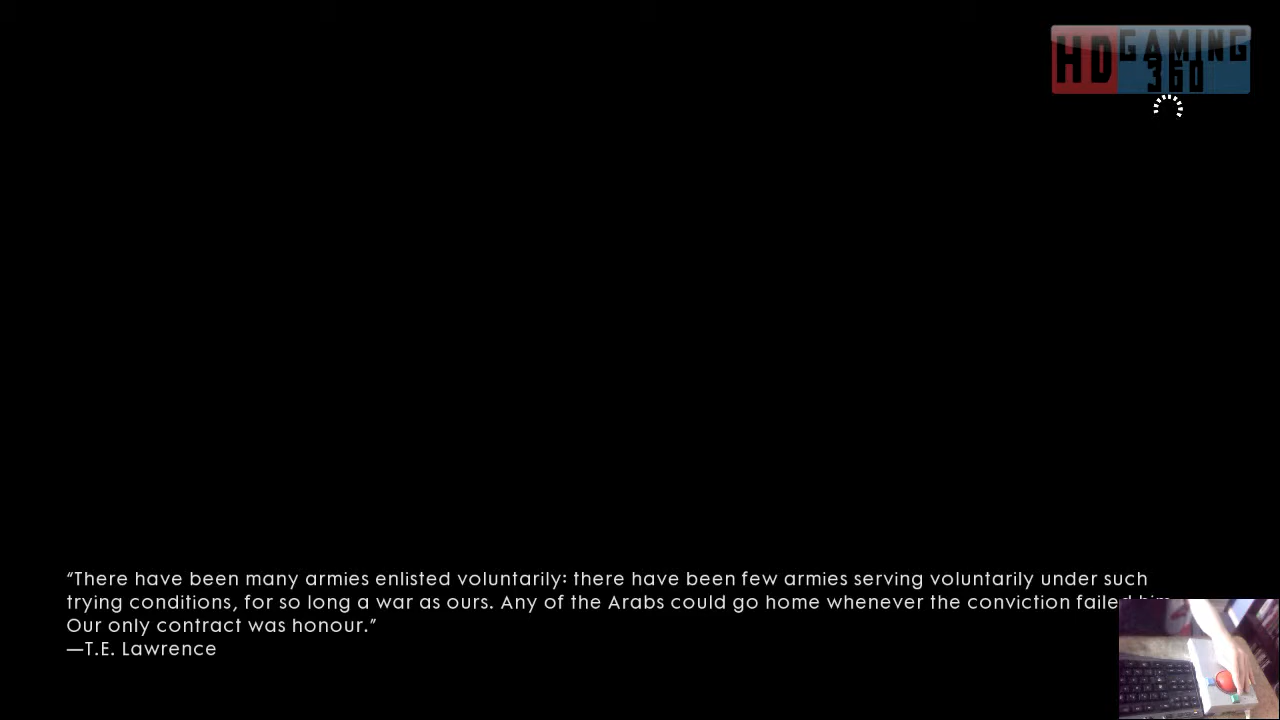 HD GAMING
360
“There have been many armies enlisted voluntarily: there have been few armies serving voluntarily under such
trying conditions, for so long a war as ours. Any of the Arabs could go home whenever the conviction failed him.
Our only contract was honour.”
—T.E. Lawrence